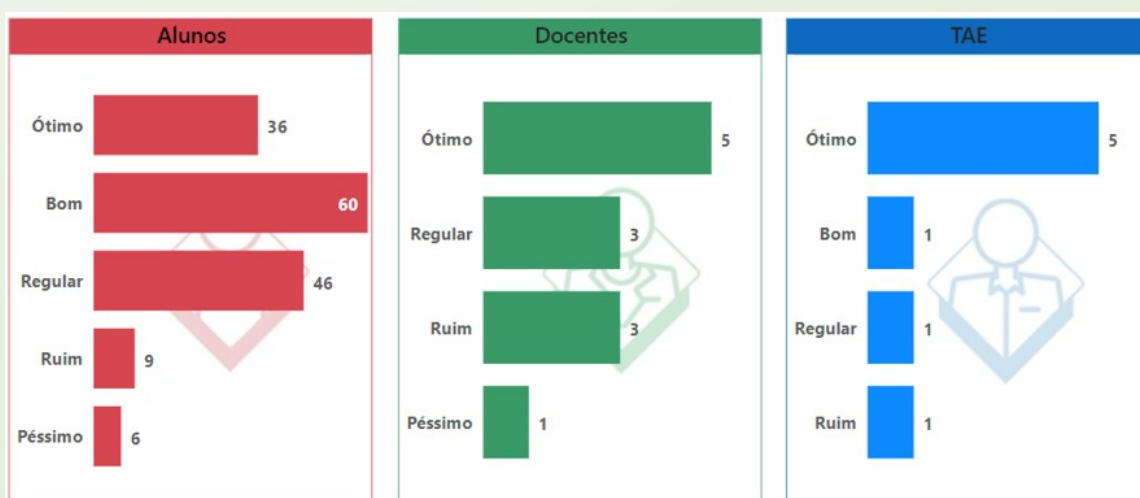 Alunos
Ótimo 36
Bom 60
Regular 46
Ruim 9
Péssimo 6
Docentes
Ótimo 5
Regular 3
Ruim 3
Péssimo 1
TAE
Ótimo 5
Bom 1
Regular 1
Ruim 1